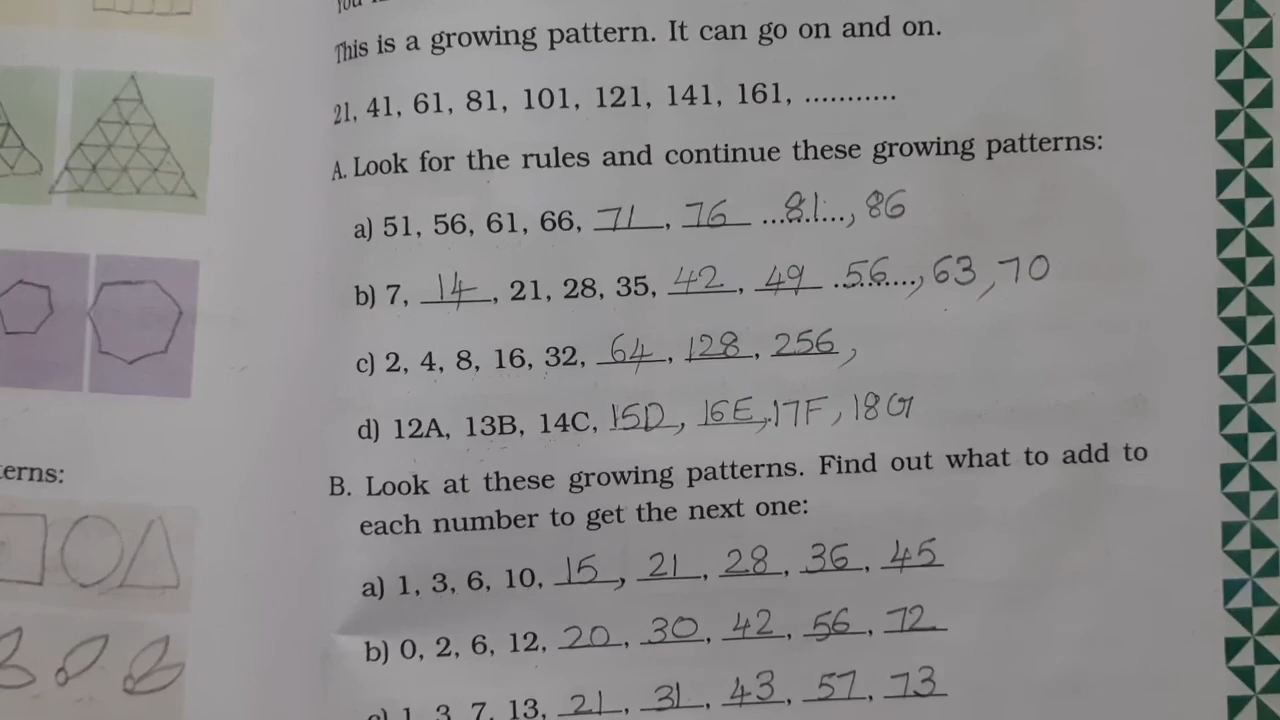 This is a growing pattern. It can go on and on.
21, 41, 61, 81, 101, 121, 141, 161, ...........
A. Look for the rules and continue these growing patterns:
a) 51, 56, 61, 66, 71, 76 ...81..., 86
b) 7, 14, 21, 28, 35, 42, 49 .56...., 63, 70
c) 2, 4, 8, 16, 32, 64, 128, 256,
d) 12A, 13B, 14C, 15D, 16E, 17F, 18G
erns:
B. Look at these growing patterns. Find out what to add to
each number to get the next one:
a) 1, 3, 6, 10, 15, 21, 28, 36, 45
b) 0, 2, 6, 12, 20, 30, 42, 56, 72
c) 1, 3, 7, 13, 21, 31, 43, 57, 73